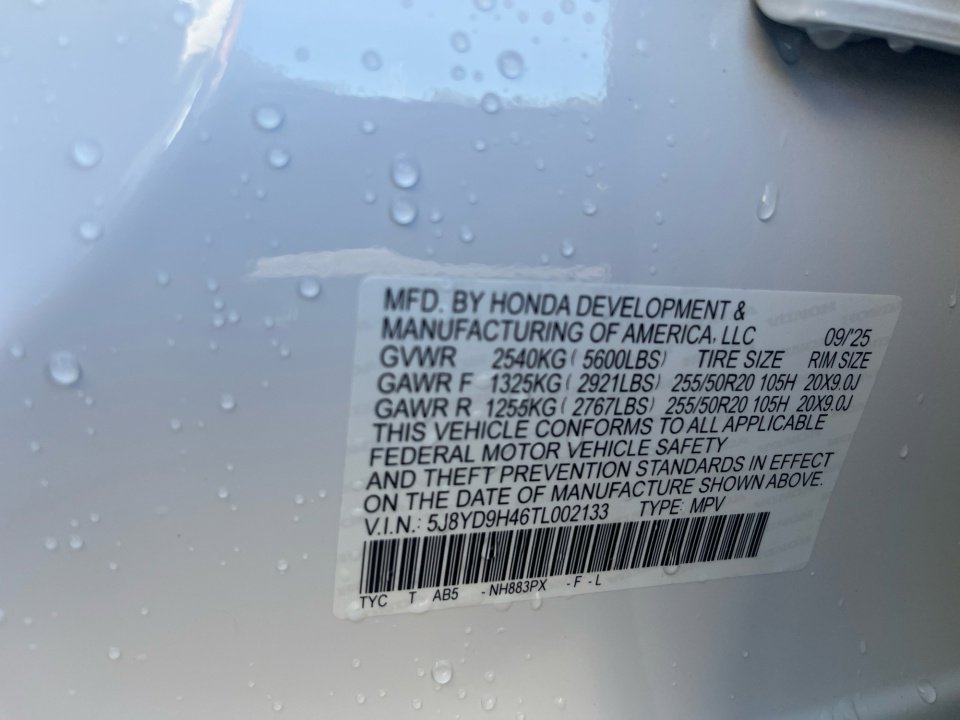 MFD. BY HONDA DEVELOPMENT &
MANUFACTURING OF AMERICA, LLC 09/'25
GVWR 2540KG ( 5600LBS) TIRE SIZE RIM SIZE
GAWR F 1325KG ( 2921LBS) 255/50R20 105H 20X9.0J
GAWR R 1255KG ( 2767LBS) 255/50R20 105H 20X9.0J
THIS VEHICLE CONFORMS TO ALL APPLICABLE
FEDERAL MOTOR VEHICLE SAFETY
AND THEFT PREVENTION STANDARDS IN EFFECT
ON THE DATE OF MANUFACTURE SHOWN ABOVE.
V.I.N.: 5J8YD9H46TL002133 TYPE: MPV
TYC T AB5 - NH883PX - F - L